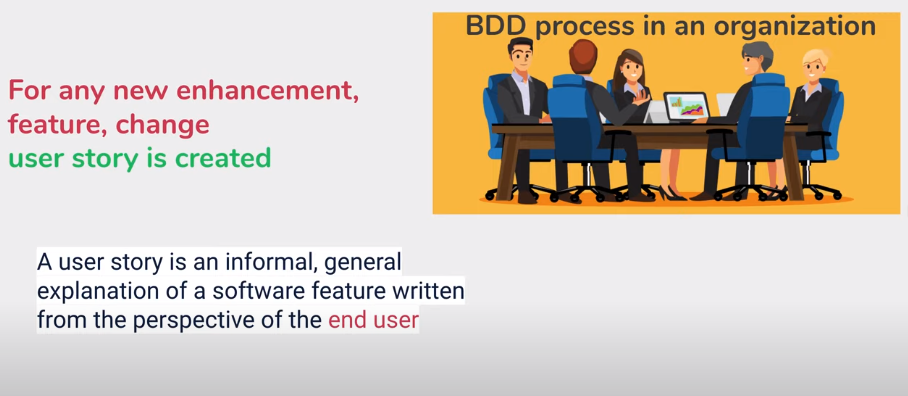 BDD process in an organization
For any new enhancement,
feature, change
user story is created
A user story is an informal, general
explanation of a software feature written
from the perspective of the end user